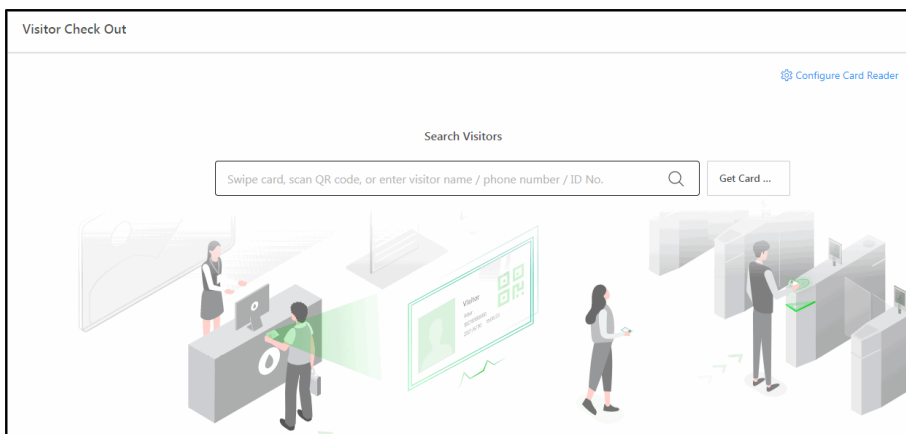 Visitor Check Out
Configure Card Reader
Search Visitors
Swipe card, scan QR code, or enter visitor name / phone number / ID No.
Get Card ...
Visitor